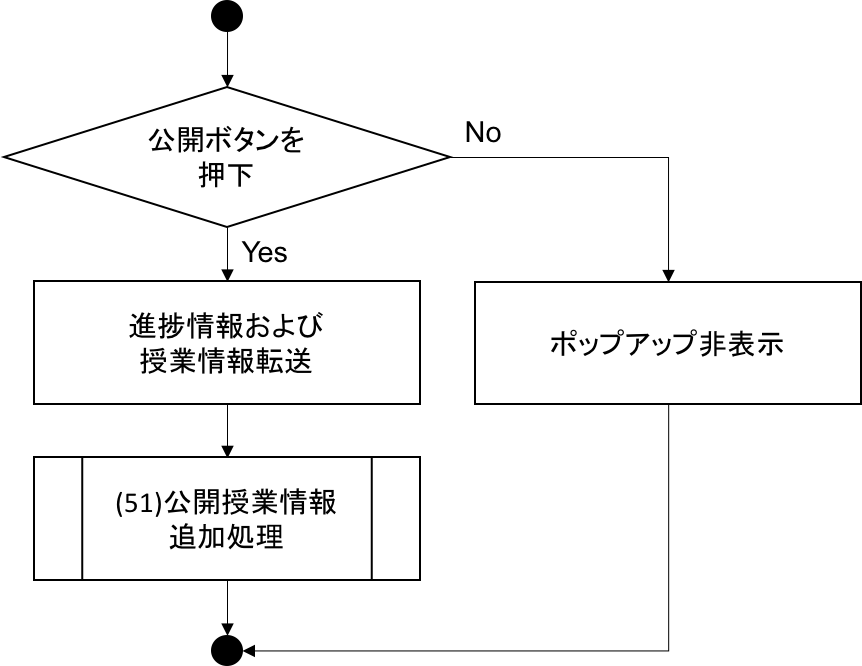 公開ボタンを
押下
No
Yes
進捗情報および
授業情報転送
ポップアップ非表示
(51)公開授業情報
追加処理